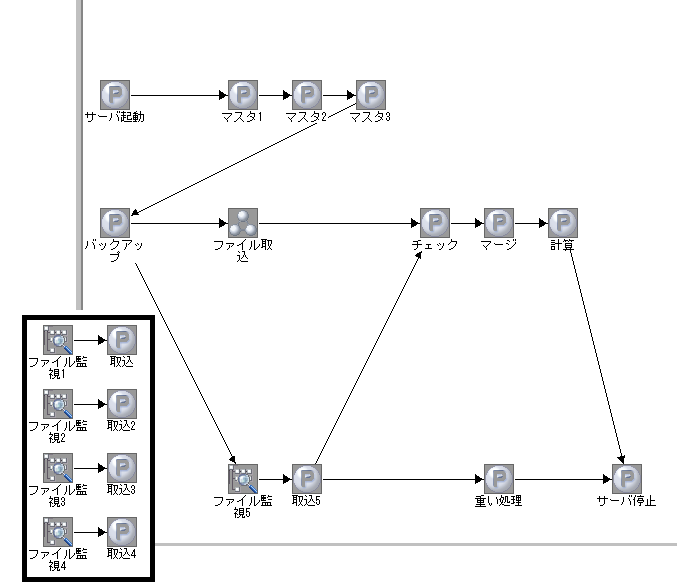 サーバ起動
マスタ1
マスタ2
マスタ3
バックアッ
プ
ファイル取
込
チェック
マージ
計算
ファイル監
視1
取込
ファイル監
視2
取込2
ファイル監
視3
取込3
ファイル監
視4
取込4
ファイル監
視5
取込5
重い処理
サーバ停止